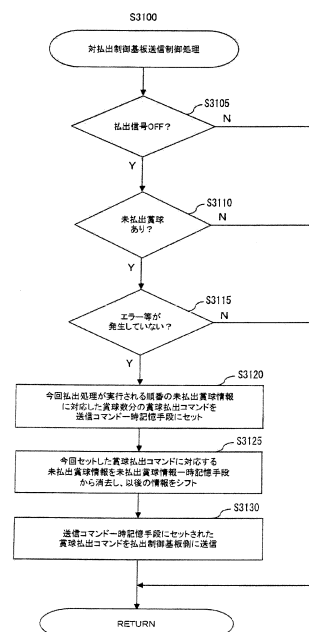 S3100
対払出制御基板送信制御処理
S3105
払出信号OFF？
N
Y
S3110
未払出賞球
あり？
N
Y
S3115
エラー等が
発生していない？
N
Y
S3120
今回払出処理が実行される順番の未払出賞球情報
に対応した賞球数分の賞球払出コマンドを
送信コマンド一時記憶手段にセット
S3125
今回セットした賞球払出コマンドに対応する
未払出賞球情報を未払出賞球情報一時記憶手段
から消去し、以後の情報をシフト
S3130
送信コマンド一時記憶手段にセットされた
賞球払出コマンドを払出制御基板側に送信
RETURN